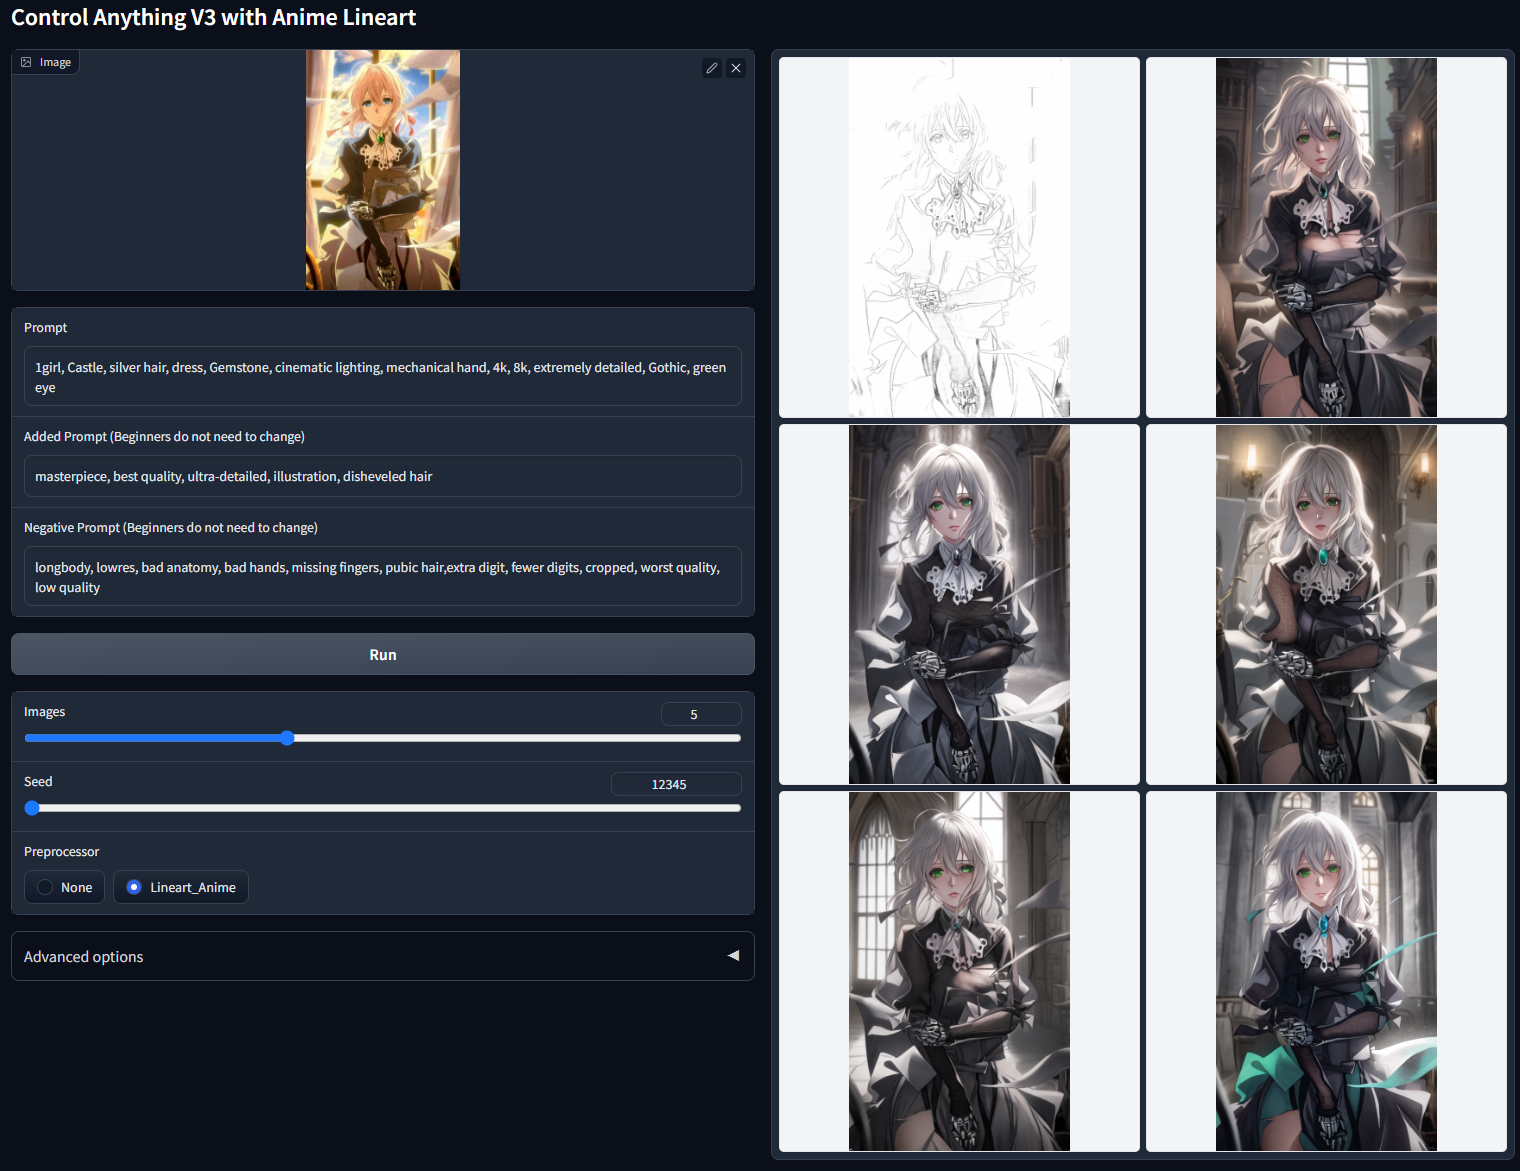 Control Anything V3 with Anime Lineart
Image
Prompt
1girl, Castle, silver hair, dress, Gemstone, cinematic lighting, mechanical hand, 4k, 8k, extremely detailed, Gothic, green
eye
Added Prompt (Beginners do not need to change)
masterpiece, best quality, ultra-detailed, illustration, disheveled hair
Negative Prompt (Beginners do not need to change)
longbody, lowres, bad anatomy, bad hands, missing fingers, pubic hair,extra digit, fewer digits, cropped, worst quality,
low quality
Run
Images
5
Seed
12345
Preprocessor
None
Lineart_Anime
Advanced options